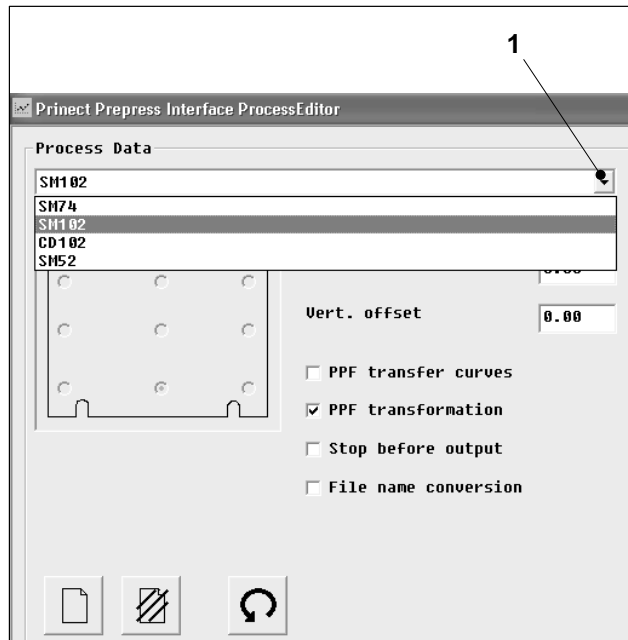 1
Prinect Prepress Interface ProcessEditor
Process Data
SM102
SM74
SM102
CD102
SM52
Vert. offset
0.00
PPF transfer curves
PPF transformation
Stop before output
File name conversion